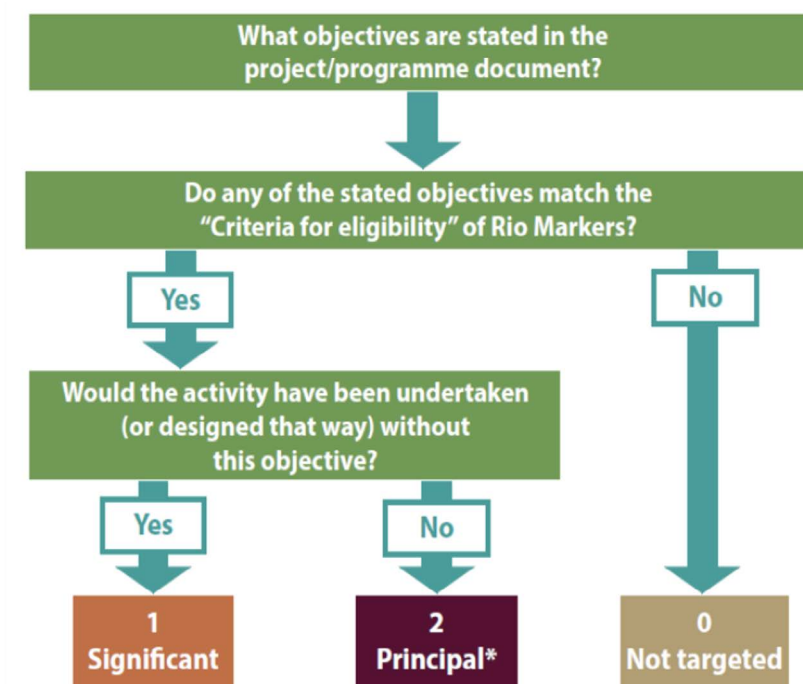 What objectives are stated in the
project/programme document?
Do any of the stated objectives match the
“Criteria for eligibility” of Rio Markers?
Yes
No
Would the activity have been undertaken
(or designed that way) without
this objective?
Yes
No
1
Significant
2
Principal*
0
Not targeted